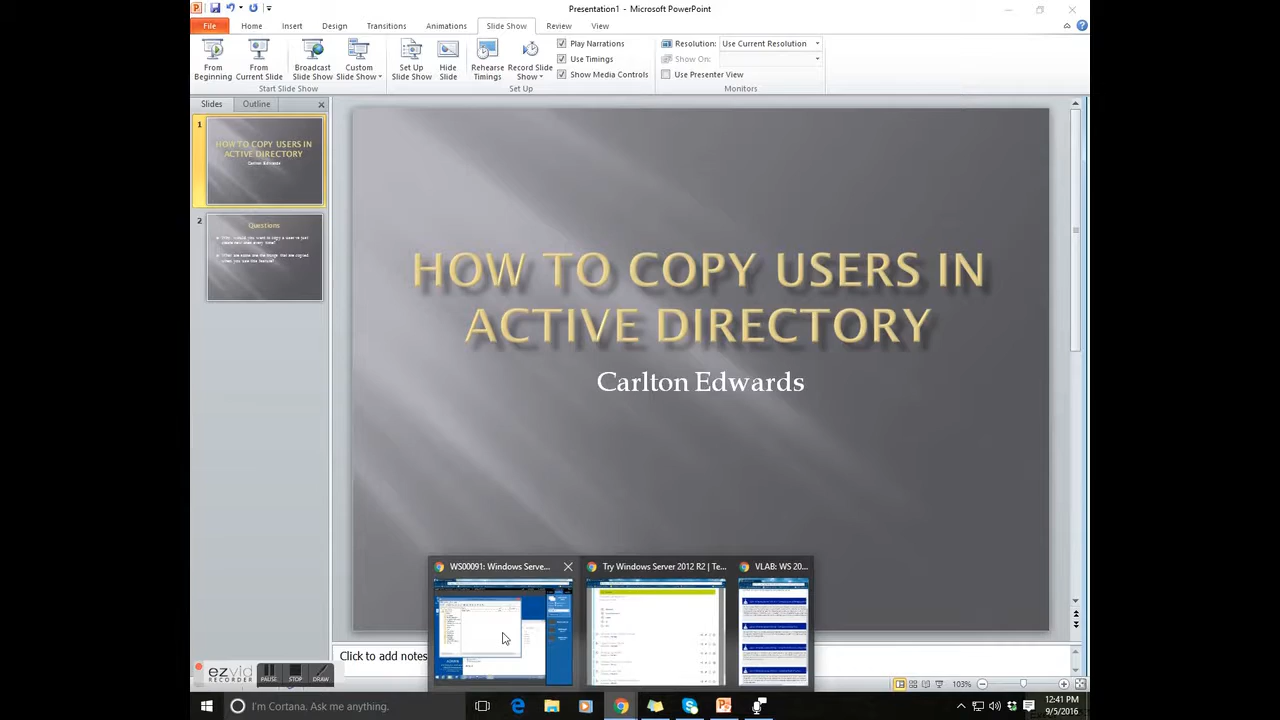 Presentation1 - Microsoft PowerPoint
File Home Insert Design Transitions Animations Slide Show Review View
From Beginning
From Current Slide
Broadcast Slide Show
Custom Slide Show
Set Up Slide Show
Hide Slide
Rehearse Timings
Record Slide Show
Play Narrations
Use Timings
Show Media Controls
Resolution: Use Current Resolution
Show On:
Use Presenter View
Start Slide Show
Set Up
Monitors
Slides Outline
1
HOW TO COPY USERS IN
ACTIVE DIRECTORY
Carlton Edwards
2
Questions
HOW TO COPY USERS IN
ACTIVE DIRECTORY
Carlton Edwards
WS00091: Windows Serve...
Try Windows Server 2012 R2 | Te...
VLAB: WS 20...
Click to add notes
RECORDER
PAUSE STOP DRAW
103%
I'm Cortana. Ask me anything.
12:41 PM
9/5/2016